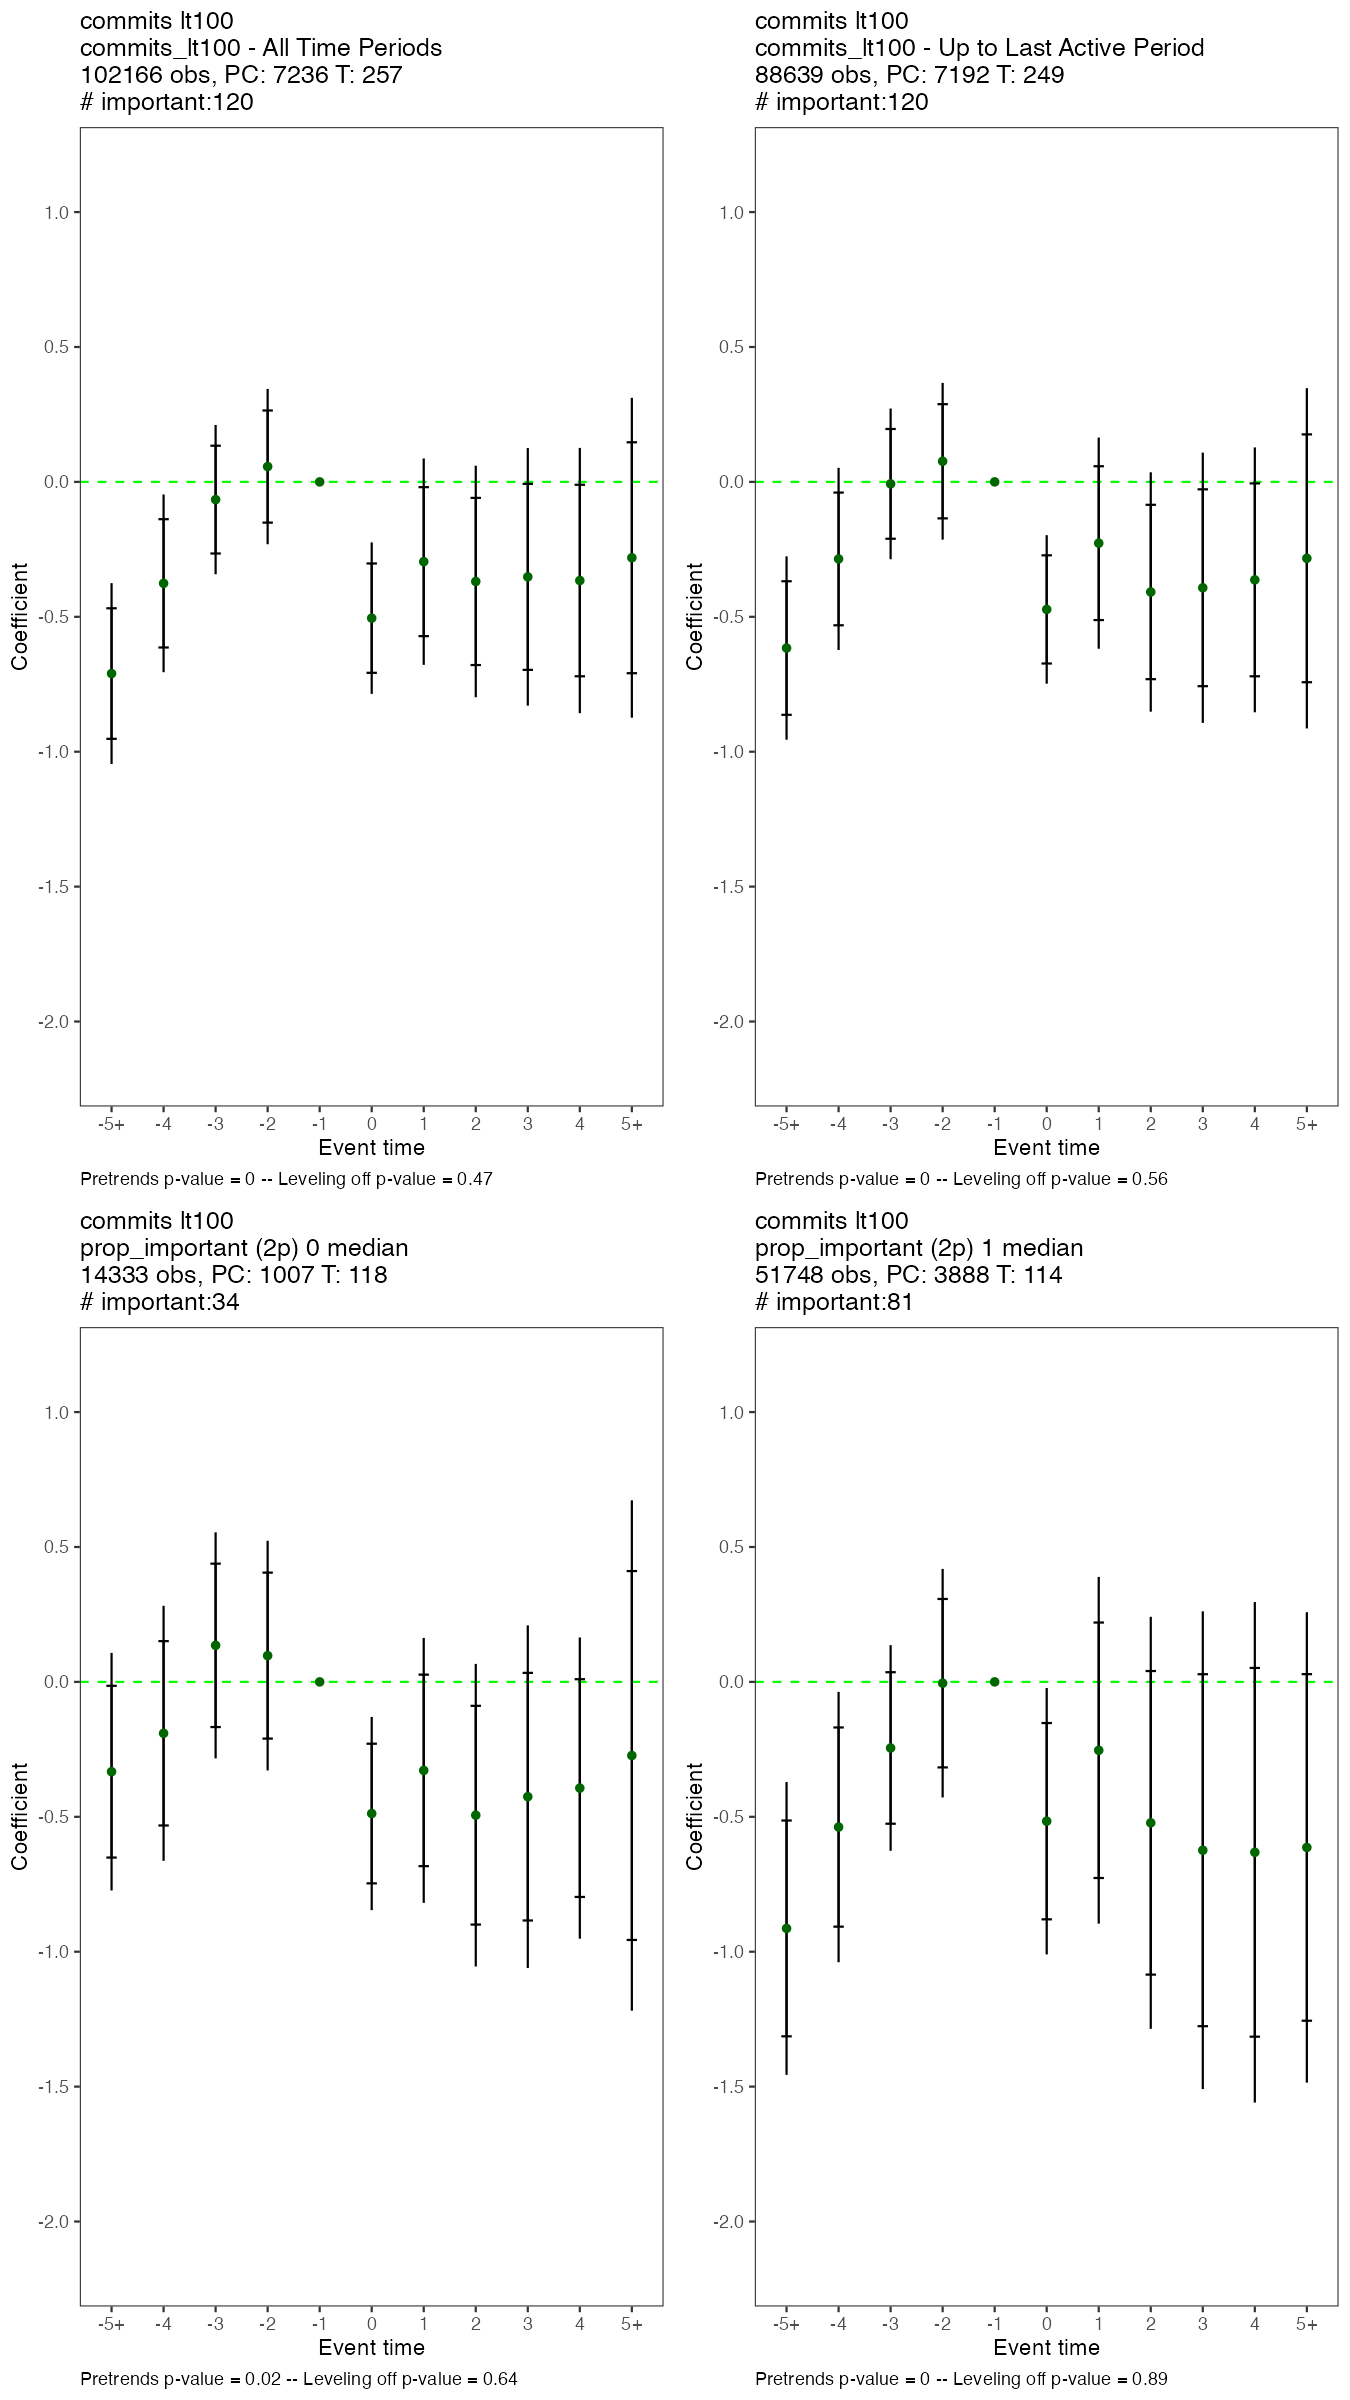 commits lt100
commits_lt100 - All Time Periods
102166 obs, PC: 7236 T: 257
# important:120
1.0
0.5
0.0
-0.5
-1.0
-1.5
-2.0
Coefficient
-5+ -4 -3 -2 -1 0 1 2 3 4 5+
Event time
Pretrends p-value = 0 -- Leveling off p-value = 0.47
commits lt100
commits_lt100 - Up to Last Active Period
88639 obs, PC: 7192 T: 249
# important:120
1.0
0.5
0.0
-0.5
-1.0
-1.5
-2.0
Coefficient
-5+ -4 -3 -2 -1 0 1 2 3 4 5+
Event time
Pretrends p-value = 0 -- Leveling off p-value = 0.56
commits lt100
prop_important (2p) 0 median
14333 obs, PC: 1007 T: 118
# important:34
1.0
0.5
0.0
-0.5
-1.0
-1.5
-2.0
Coefficient
-5+ -4 -3 -2 -1 0 1 2 3 4 5+
Event time
Pretrends p-value = 0.02 -- Leveling off p-value = 0.64
commits lt100
prop_important (2p) 1 median
51748 obs, PC: 3888 T: 114
# important:81
1.0
0.5
0.0
-0.5
-1.0
-1.5
-2.0
Coefficient
-5+ -4 -3 -2 -1 0 1 2 3 4 5+
Event time
Pretrends p-value = 0 -- Leveling off p-value = 0.89